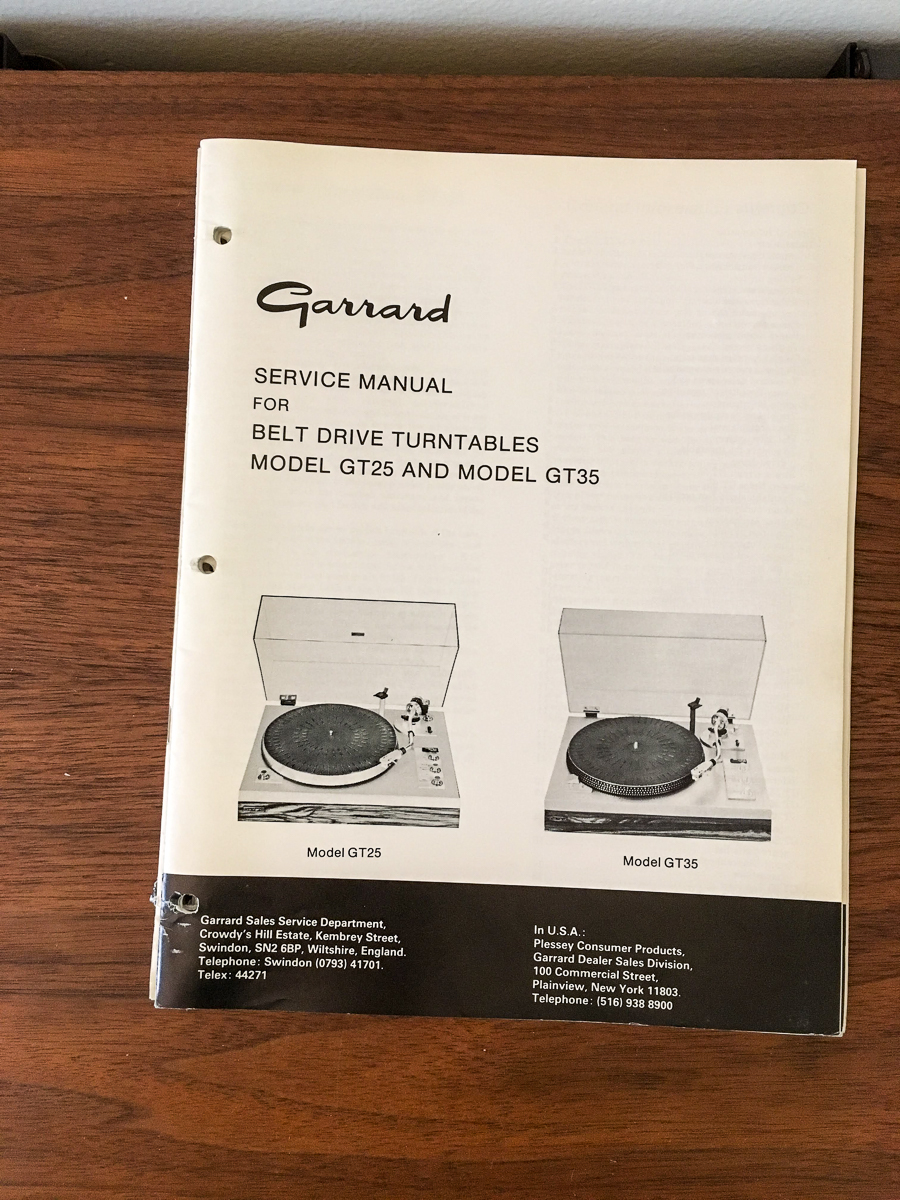 Garrard
SERVICE MANUAL
FOR
BELT DRIVE TURNTABLES
MODEL GT25 AND MODEL GT35
Model GT25
Model GT35
Garrard Sales Service Department,
Crowdy's Hill Estate, Kembrey Street,
Swindon, SN2 6BP, Wiltshire, England.
Telephone: Swindon (0793) 41701.
Telex: 44271
In U.S.A.:
Plessey Consumer Products,
Garrard Dealer Sales Division,
100 Commercial Street,
Plainview, New York 11803.
Telephone: (516) 938 8900